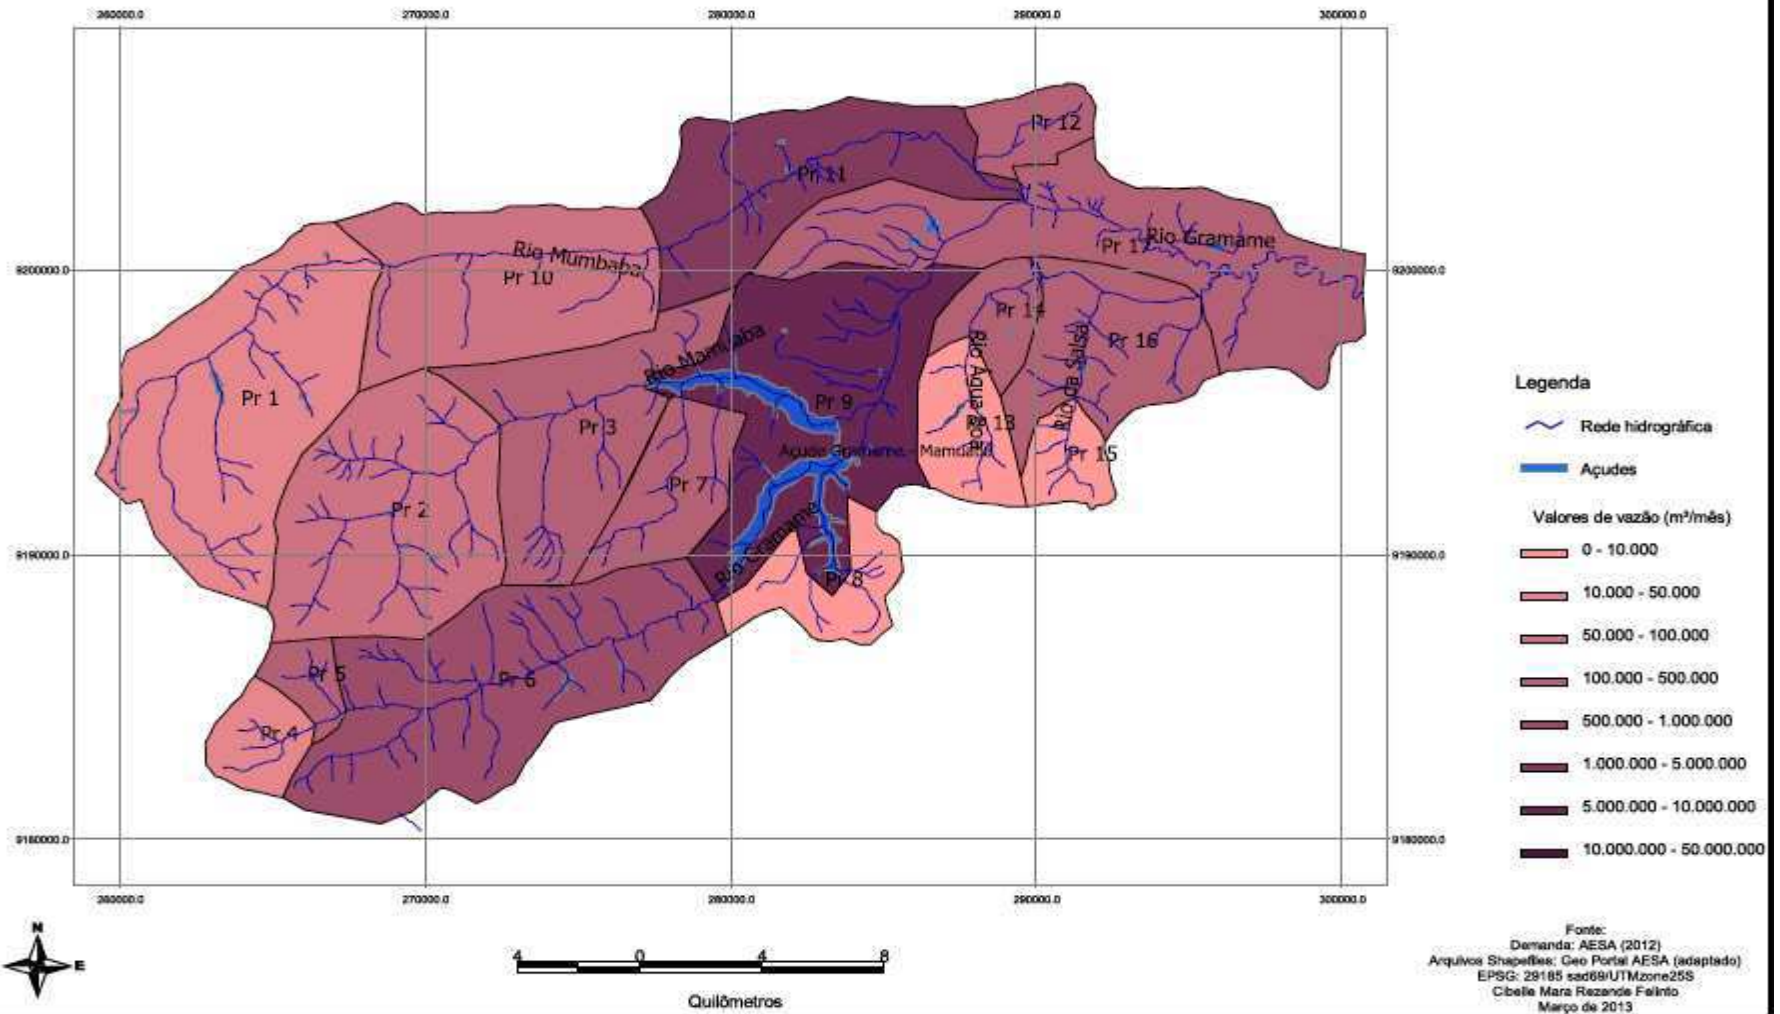 260000.0 270000.0 280000.0 290000.0 300000.0
Pr 12
Pr 11
Rio Gramame
Pr 17
Rio Mumbaba
9200000.0 9200000.0
Pr 10
Pr 14
Rio Mamuaba
Rio Água Boa
Rio da Salsa
Pr 16
Pr 1
Pr 9
Pr 3
Pr 13
Açude Gramame - Mamuaba
Pr 15
Pr 7
Pr 2
9190000.0 9190000.0
Rio Gramame
Pr 8
Pr 5
Pr 6
Pr 4
9180000.0 9180000.0
260000.0 270000.0 280000.0 290000.0 300000.0
Legenda
Rede hidrográfica
Açudes
Valores de vazão (m³/mês)
0 - 10.000
10.000 - 50.000
50.000 - 100.000
100.000 - 500.000
500.000 - 1.000.000
1.000.000 - 5.000.000
5.000.000 - 10.000.000
10.000.000 - 50.000.000
N
E
4 0 4 8
Quilômetros
Fonte:
Demanda: AESA (2012)
Arquivos Shapefiles: Geo Portal AESA (adaptado)
EPSG: 29185 sad69/UTMzone25S
Cibelle Mara Rezende Felinto
Março de 2013